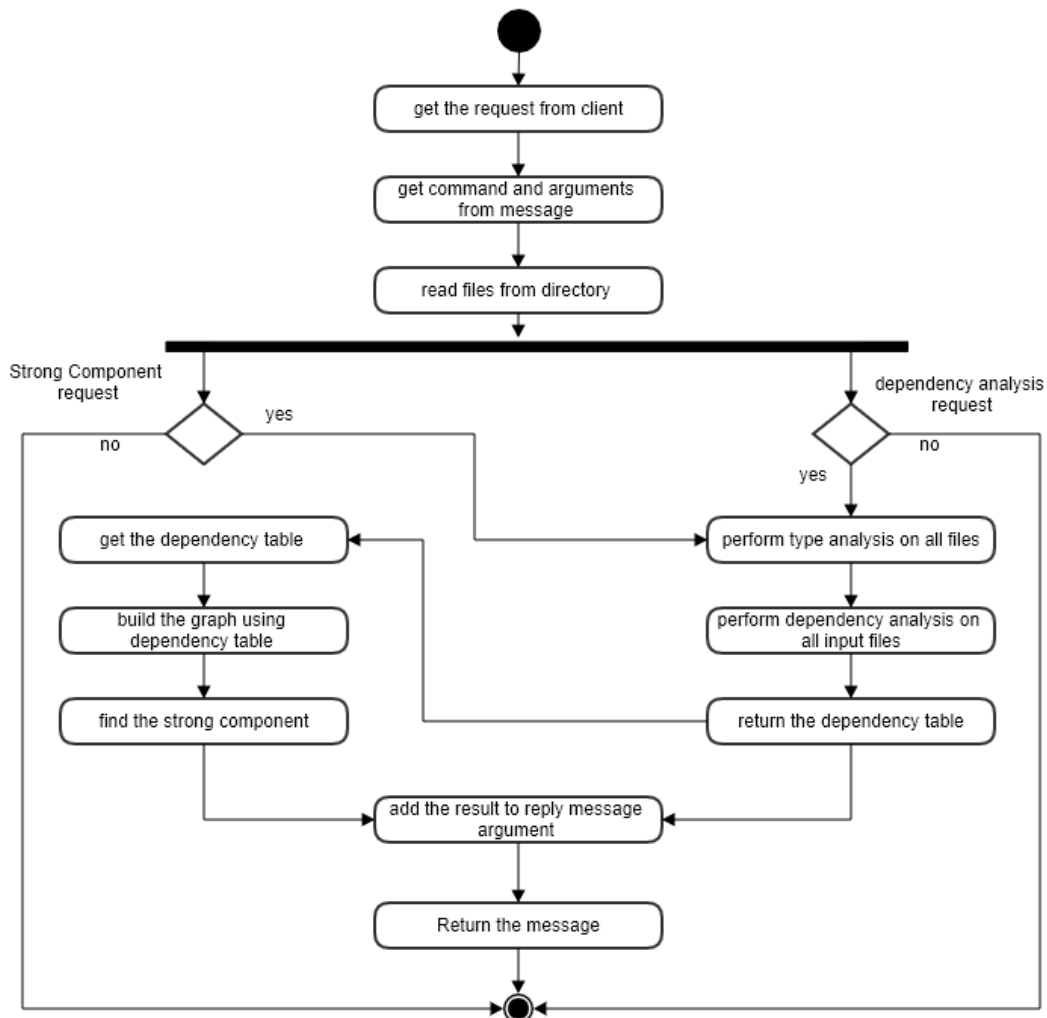 get the request from client
get command and arguments
from message
read files from directory
Strong Component
request
dependency analysis
request
yes
no
no
yes
get the dependency table
perform type analysis on all files
build the graph using
dependency table
perform dependency analysis on
all input files
find the strong component
return the dependency table
add the result to reply message
argument
Return the message